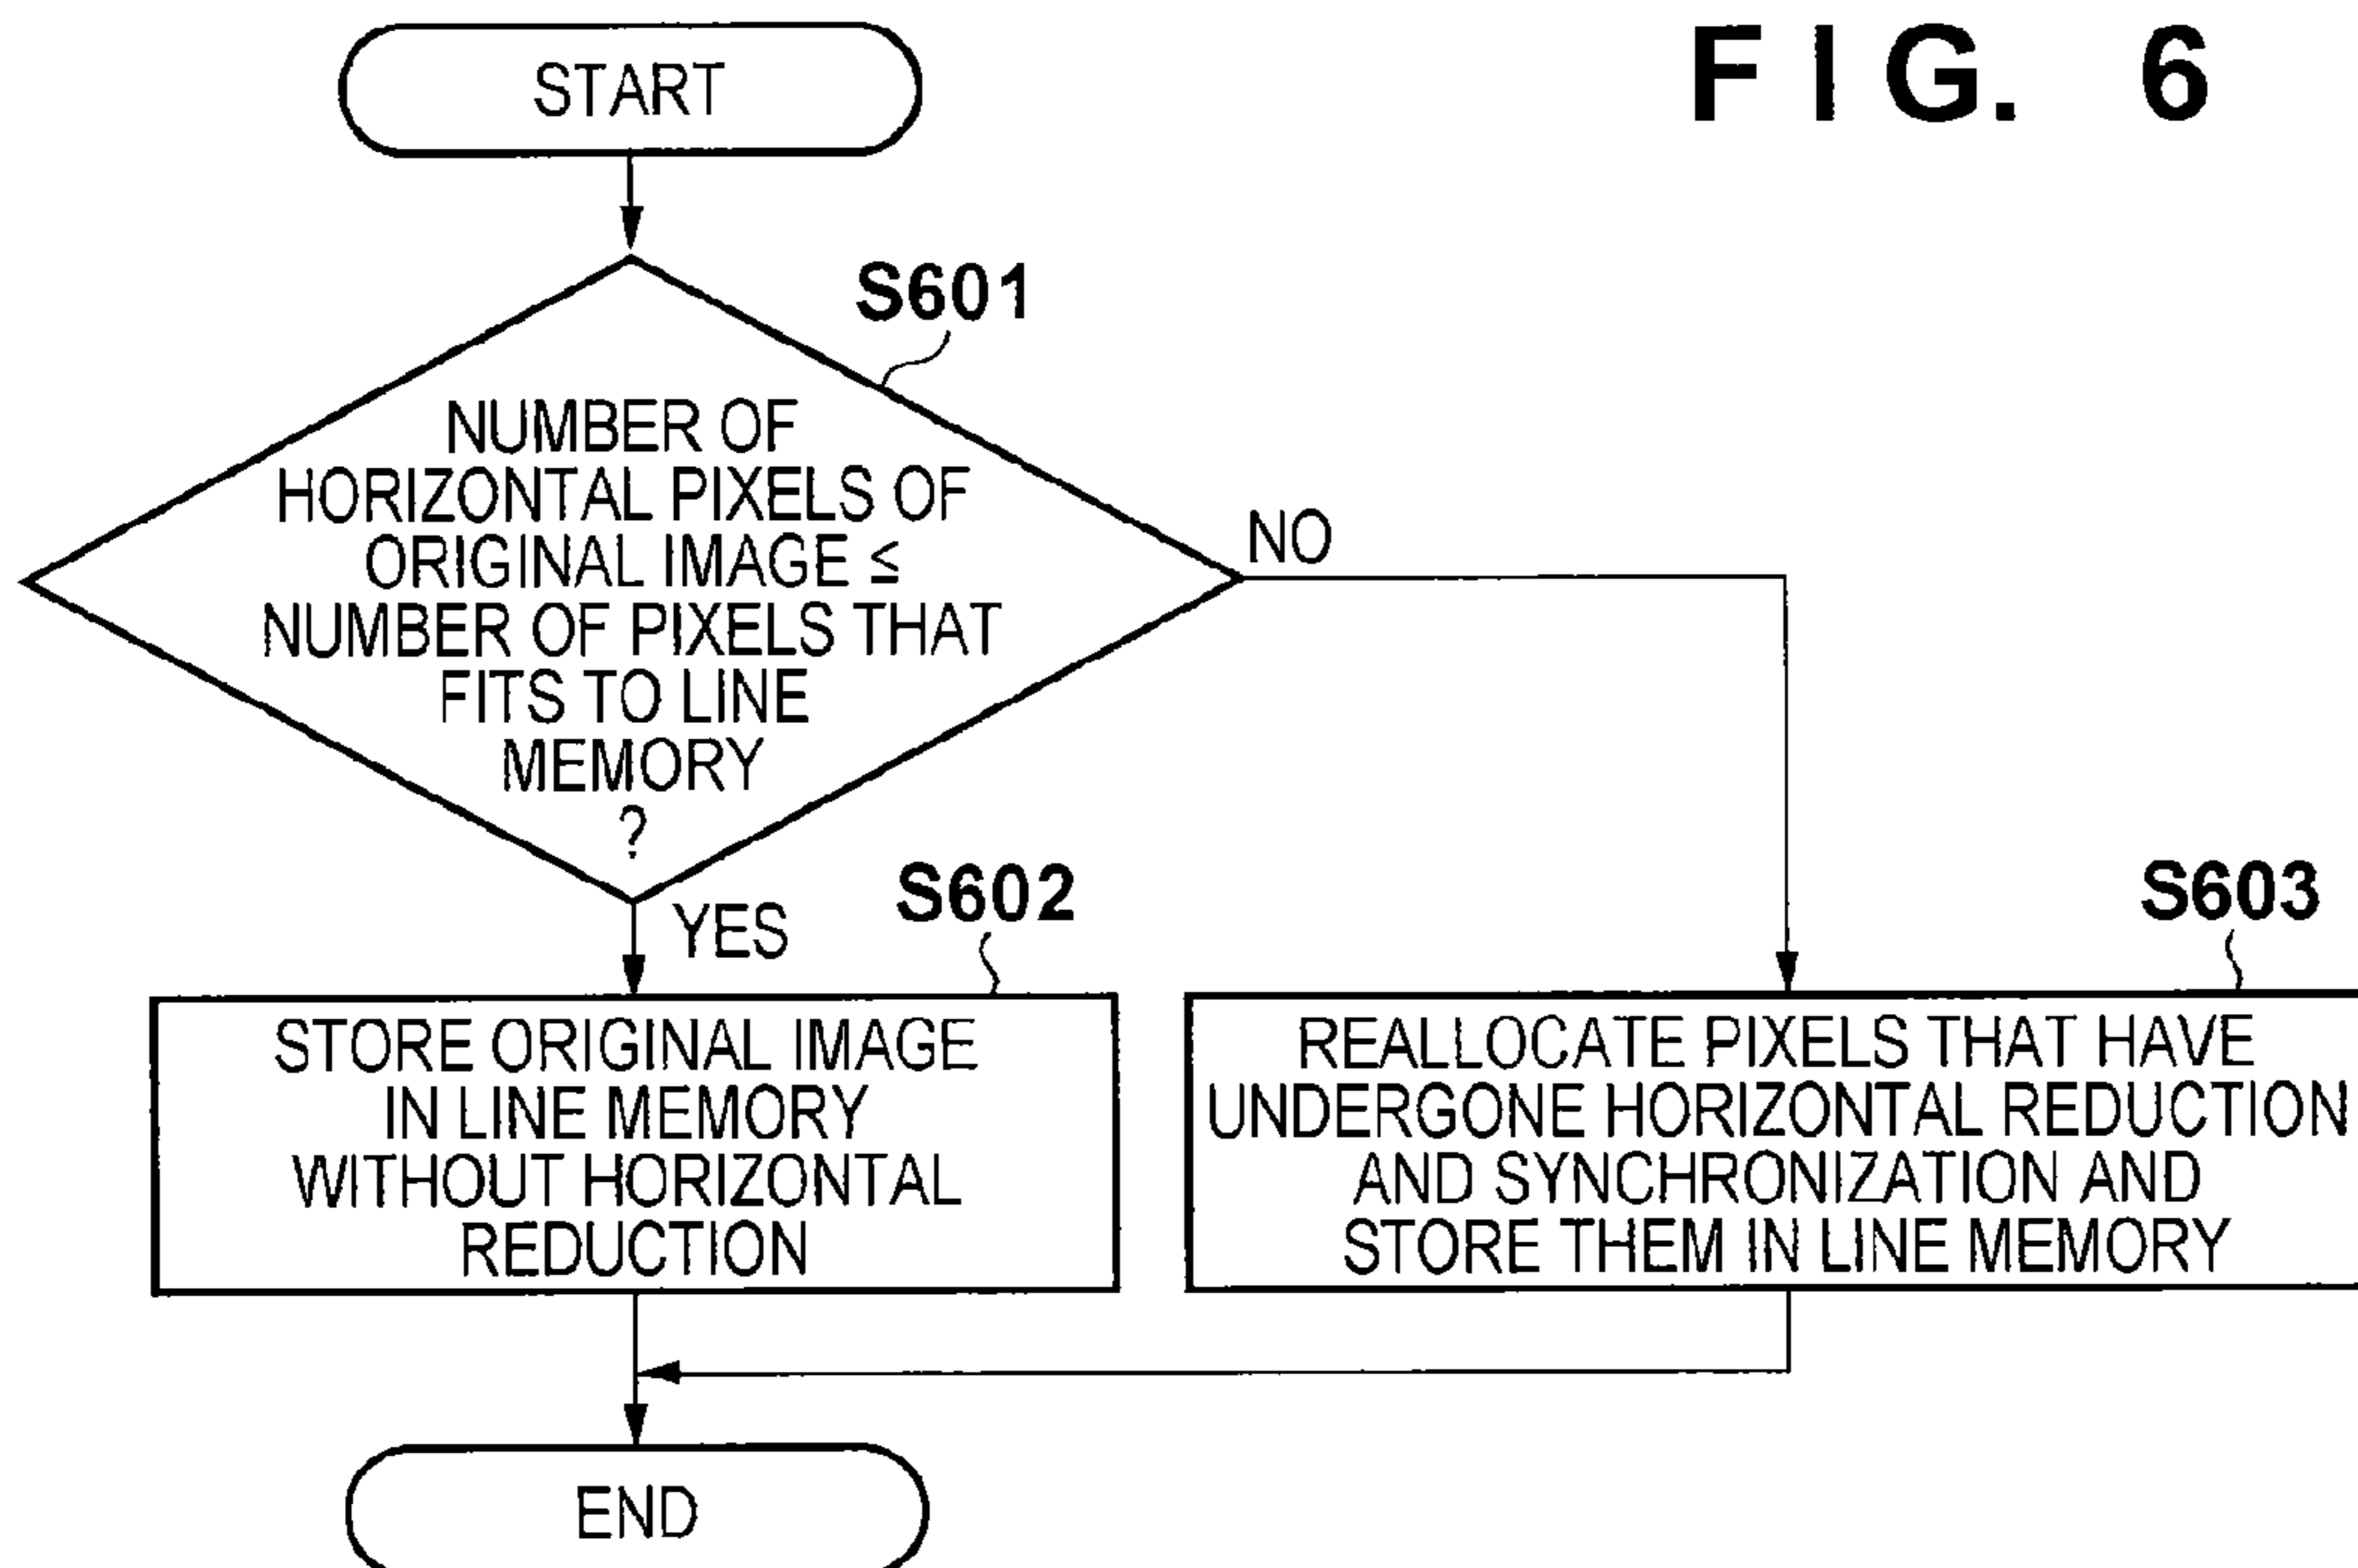 FIG. 6
START
S601
NUMBER OF
HORIZONTAL PIXELS OF
ORIGINAL IMAGE ≤
NUMBER OF PIXELS THAT
FITS TO LINE
MEMORY
?
NO
YES
S602
STORE ORIGINAL IMAGE
IN LINE MEMORY
WITHOUT HORIZONTAL
REDUCTION
S603
REALLOCATE PIXELS THAT HAVE
UNDERGONE HORIZONTAL REDUCTION
AND SYNCHRONIZATION AND
STORE THEM IN LINE MEMORY
END